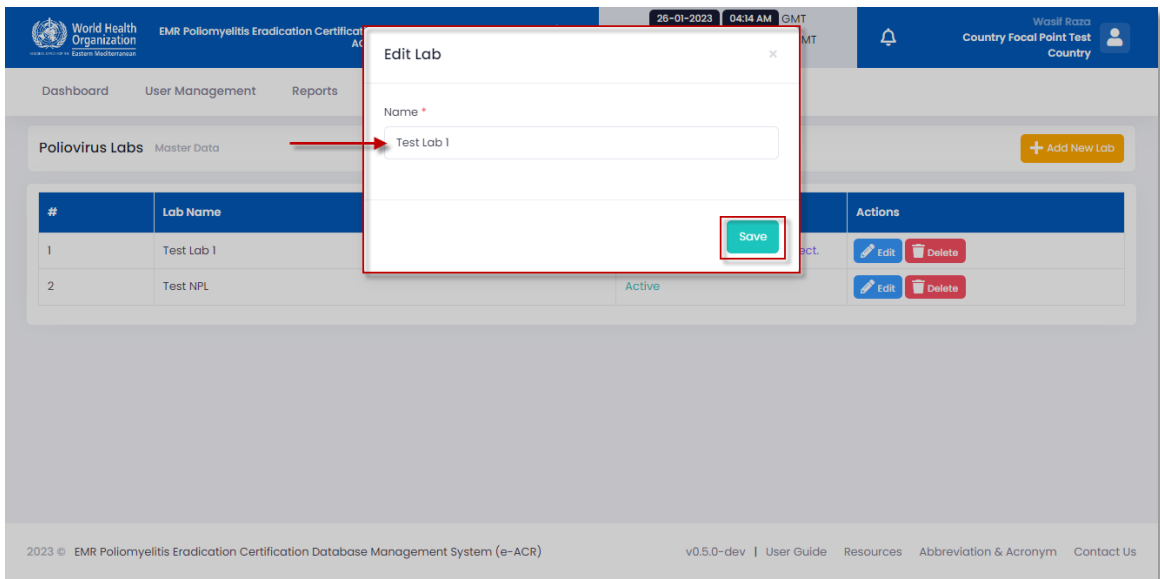 World Health
Organization
Eastern Mediterranean
EMR Poliomyelitis Eradication
26-01-2023 04:14 AM GMT
MT
Wasif Raza
Country Focal Point Test
Country
Edit Lab
×
Dashboard User Management Reports
Name *
Test Lab 1
Poliovirus Labs Master Data
+ Add New Lab
# Lab Name Actions
Save
1 Test Lab 1 Edit Delete
2 Test NPL Active Edit Delete
2023 © EMR Poliomyelitis Eradication Certification Database Management System (e-ACR) v0.5.0-dev | User Guide Resources Abbreviation & Acronym Contact Us